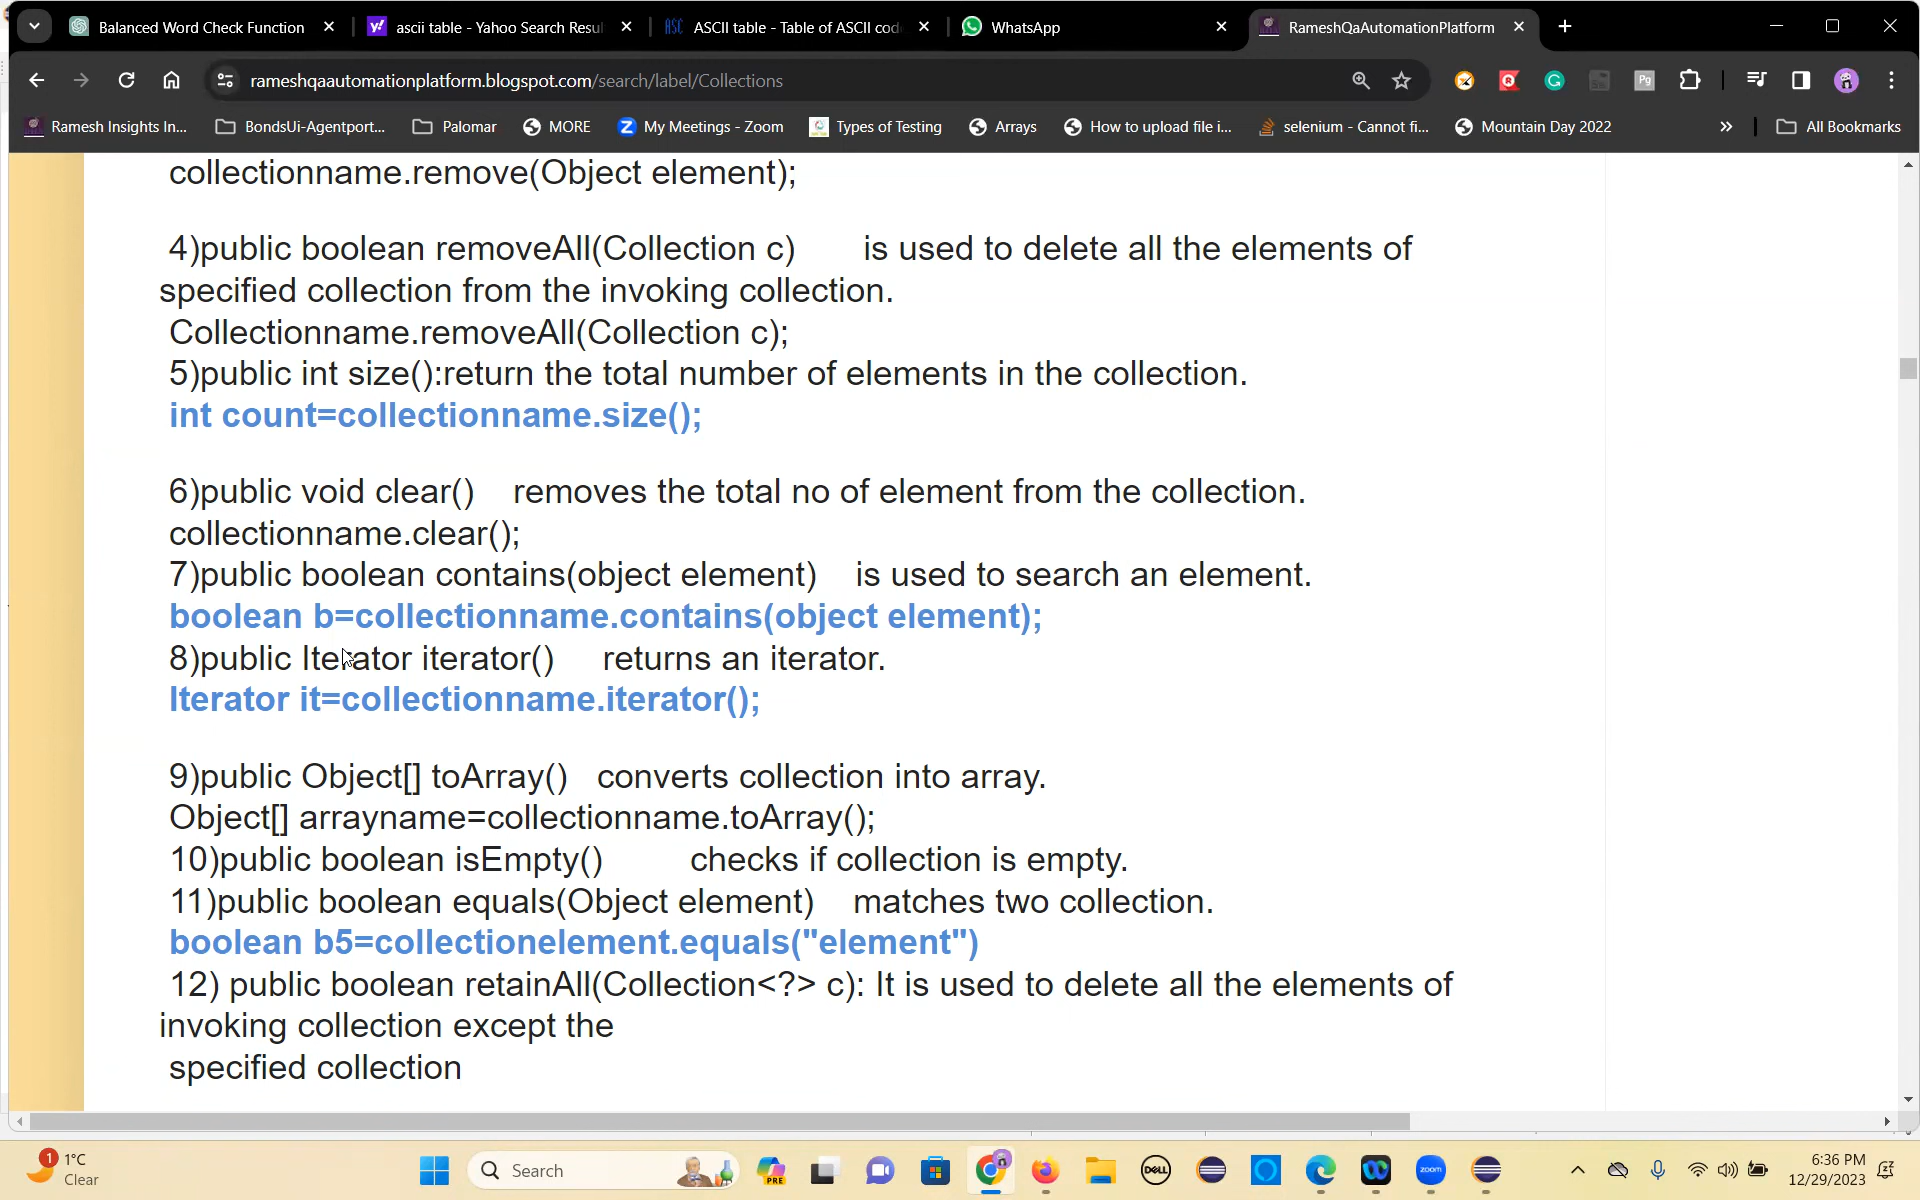 Balanced Word Check Function
ascii table - Yahoo Search Resul
ASCII table - Table of ASCII cod
WhatsApp
RameshQaAutomationPlatform
rameshqaautomationplatform.blogspot.com/search/label/Collections
Ramesh Insights In...
BondsUi-Agentport...
Palomar
MORE
My Meetings - Zoom
Types of Testing
Arrays
How to upload file i...
selenium - Cannot fi...
Mountain Day 2022
All Bookmarks
collectionname.remove(Object element);
4)public boolean removeAll(Collection c) is used to delete all the elements of
specified collection from the invoking collection.
Collectionname.removeAll(Collection c);
5)public int size():return the total number of elements in the collection.
int count=collectionname.size();
6)public void clear() removes the total no of element from the collection.
collectionname.clear();
7)public boolean contains(object element) is used to search an element.
boolean b=collectionname.contains(object element);
8)public Iterator iterator() returns an iterator.
Iterator it=collectionname.iterator();
9)public Object[] toArray() converts collection into array.
Object[] arrayname=collectionname.toArray();
10)public boolean isEmpty() checks if collection is empty.
11)public boolean equals(Object element) matches two collection.
boolean b5=collectionelement.equals("element")
12) public boolean retainAll(Collection<?> c): It is used to delete all the elements of
invoking collection except the
specified collection
1
1°C
Clear
Search
PRE
DELL
zoom
6:36 PM
12/29/2023